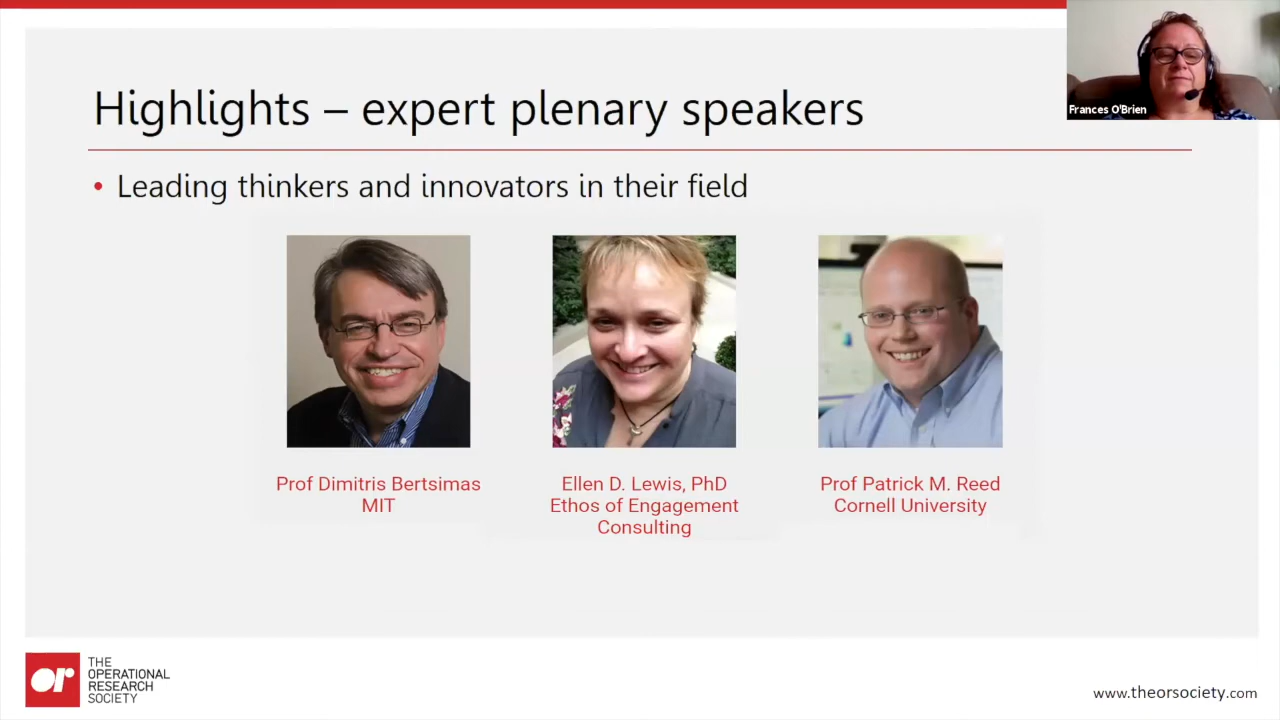 Highlights – expert plenary speakers
Frances O'Brien
• Leading thinkers and innovators in their field
Prof Dimitris Bertsimas
MIT
Ellen D. Lewis, PhD
Ethos of Engagement
Consulting
Prof Patrick M. Reed
Cornell University
or
THE
OPERATIONAL
RESEARCH
SOCIETY
www.theorsociety.com